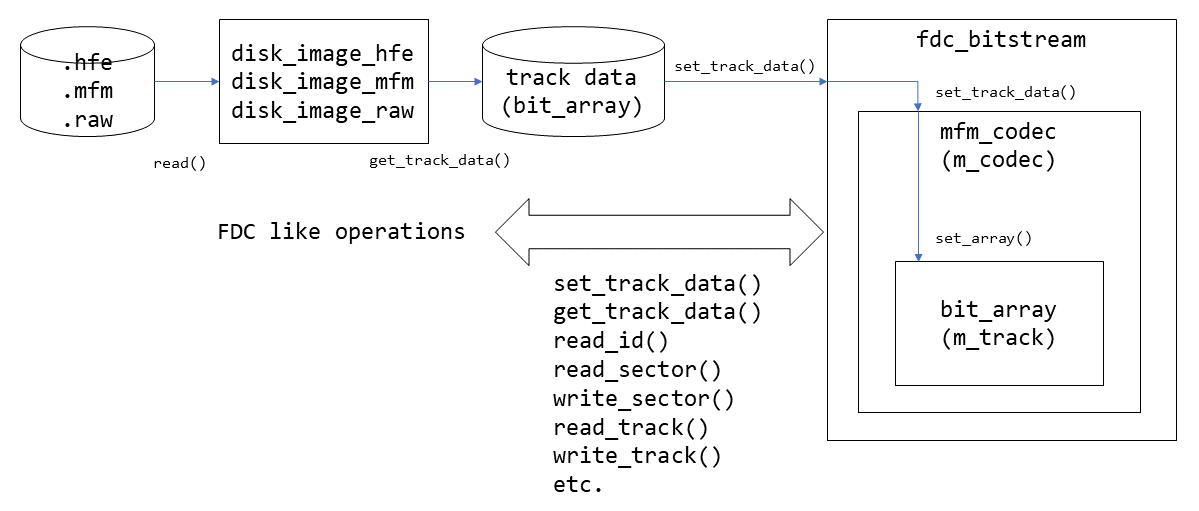 .hfe
.mfm
.raw
read()
disk_image_hfe
disk_image_mfm
disk_image_raw
get_track_data()
track data
(bit_array)
set_track_data()
fdc_bitstream
set_track_data()
mfm_codec
(m_codec)
set_array()
bit_array
(m_track)
FDC like operations
set_track_data()
get_track_data()
read_id()
read_sector()
write_sector()
read_track()
write_track()
etc.